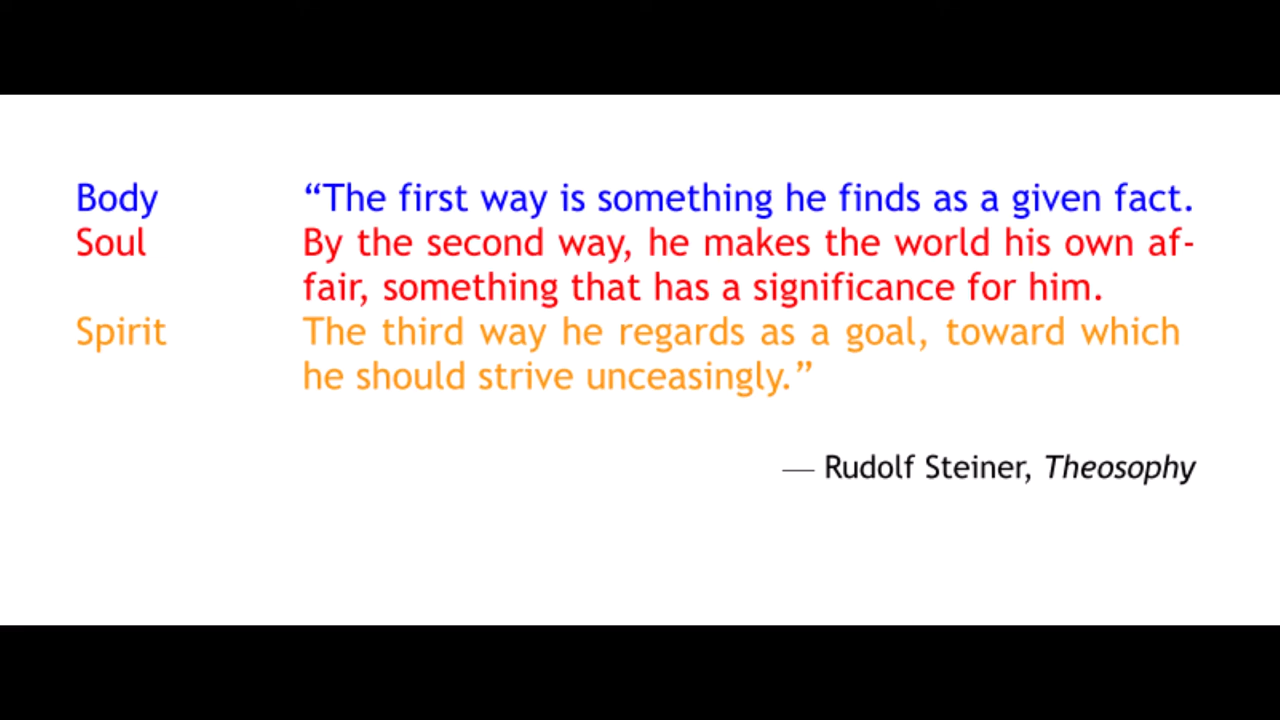 Body “The first way is something he finds as a given fact.
Soul By the second way, he makes the world his own af-
fair, something that has a significance for him.
Spirit The third way he regards as a goal, toward which
he should strive unceasingly.”
— Rudolf Steiner, Theosophy